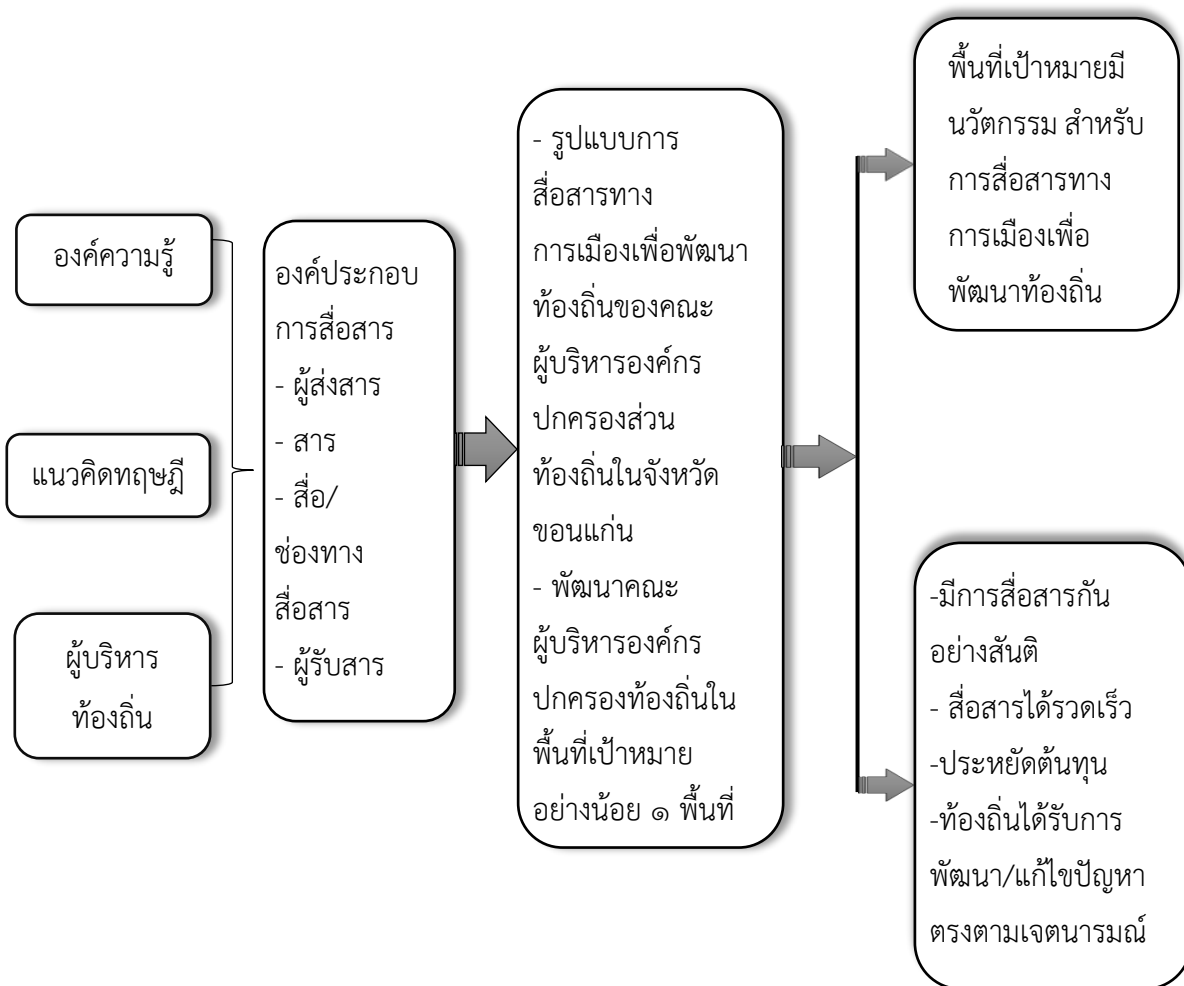 องค์ความรู้
แนวคิดทฤษฎี
ผู้บริหาร
ท้องถิ่น
องค์ประกอบ
การสื่อสาร
- ผู้ส่งสาร
- สาร
- สื่อ/
ช่องทาง
สื่อสาร
- ผู้รับสาร
- รูปแบบการ
สื่อสารทาง
การเมืองเพื่อพัฒนา
ท้องถิ่นของคณะ
ผู้บริหารองค์กร
ปกครองส่วน
ท้องถิ่นในจังหวัด
ขอนแก่น
- พัฒนาคณะ
ผู้บริหารองค์กร
ปกครองท้องถิ่นใน
พื้นที่เป้าหมาย
อย่างน้อย ๑ พื้นที่
พื้นที่เป้าหมายมี
นวัตกรรม สำหรับ
การสื่อสารทาง
การเมืองเพื่อ
พัฒนาท้องถิ่น
-มีการสื่อสารกัน
อย่างสันติ
- สื่อสารได้รวดเร็ว
-ประหยัดต้นทุน
-ท้องถิ่นได้รับการ
พัฒนา/แก้ไขปัญหา
ตรงตามเจตนารมณ์